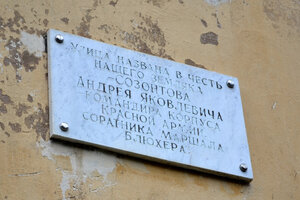 УЛИЦА НАЗВАНА В ЧЕСТЬ
НАШЕГО ЗЕМЛЯКА
СОЗОНТОВА
АНДРЕЯ ЯКОВЛЕВИЧА
КОМАНДИРА КОРПУСА
КРАСНОЙ АРМИИ
СОРАТНИКА МАРШАЛА
БЛЮХЕРА